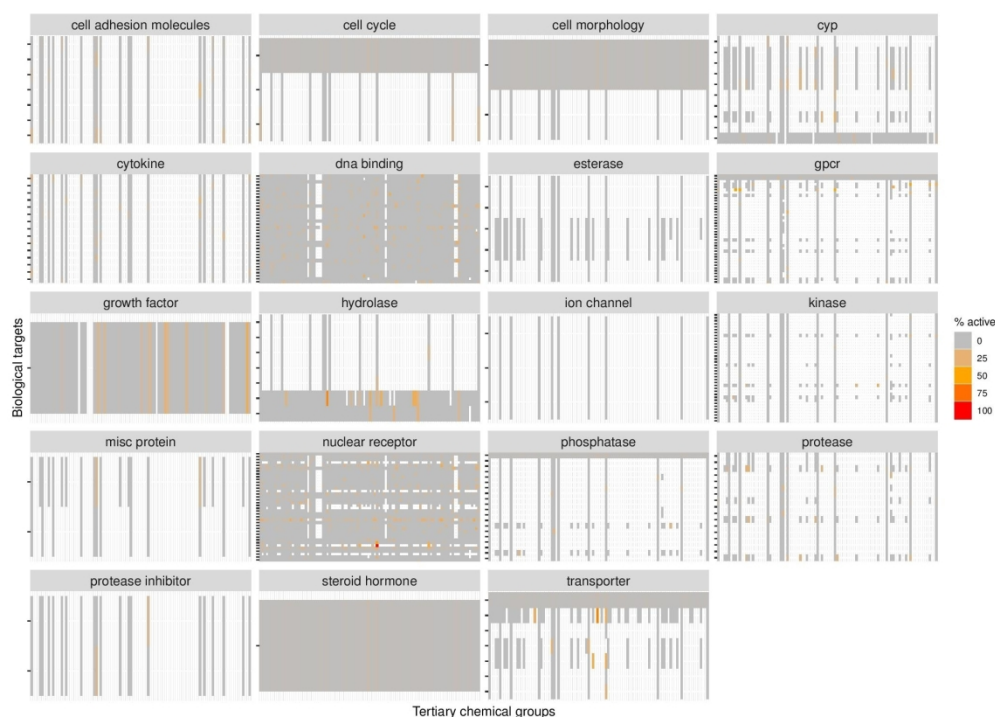 cell adhesion molecules
cell cycle
cell morphology
cyp
cytokine
dna binding
esterase
gpcr
growth factor
hydrolase
ion channel
kinase
misc protein
nuclear receptor
phosphatase
protease
protease inhibitor
steroid hormone
transporter
Biological targets
Tertiary chemical groups
% active
0
25
50
75
100